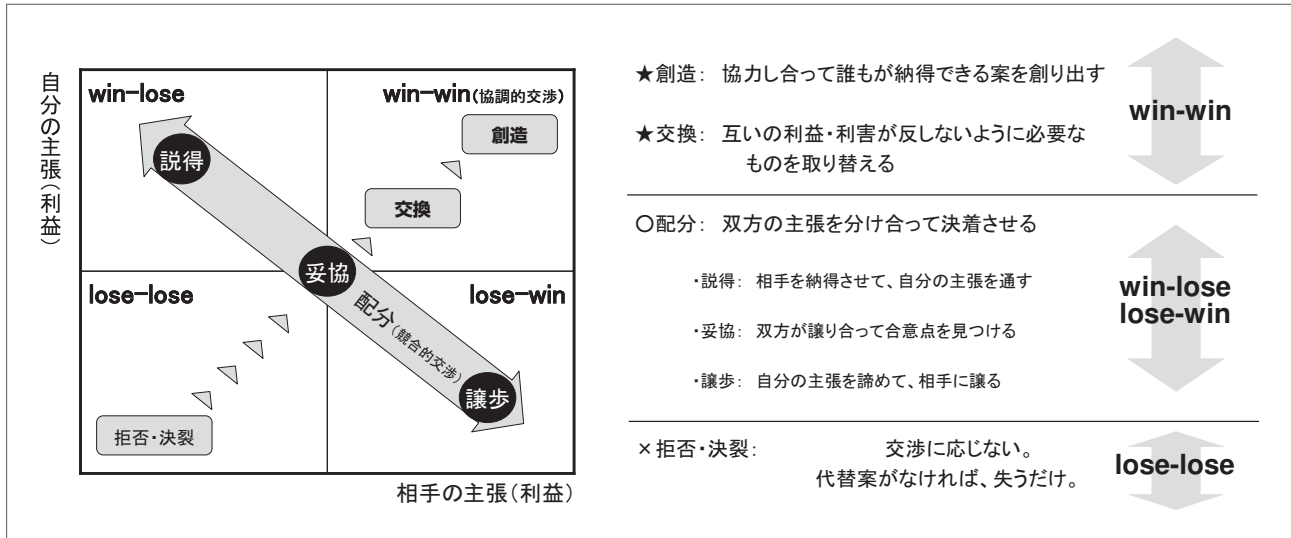 自分の主張(利益)
win-lose
win-win(協調的交渉)
創造
説得
交換
妥協
lose-lose
lose-win
配分(競合的交渉)
譲歩
拒否・決裂
相手の主張(利益)
★創造： 協力し合って誰もが納得できる案を創り出す
★交換： 互いの利益・利害が反しないように必要な
ものを取り替える
win-win
○配分： 双方の主張を分け合って決着させる
・説得： 相手を納得させて、自分の主張を通す
・妥協： 双方が譲り合って合意点を見つける
・譲歩： 自分の主張を諦めて、相手に譲る
win-lose
lose-win
×拒否・決裂： 交渉に応じない。
代替案がなければ、失うだけ。
lose-lose